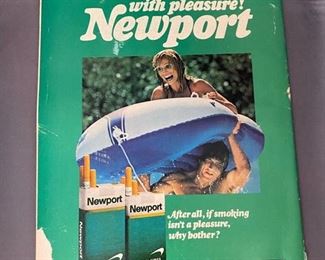 with pleasure!
Newport
Newport
Newport
After all, if smoking
isn't a pleasure,
why bother?